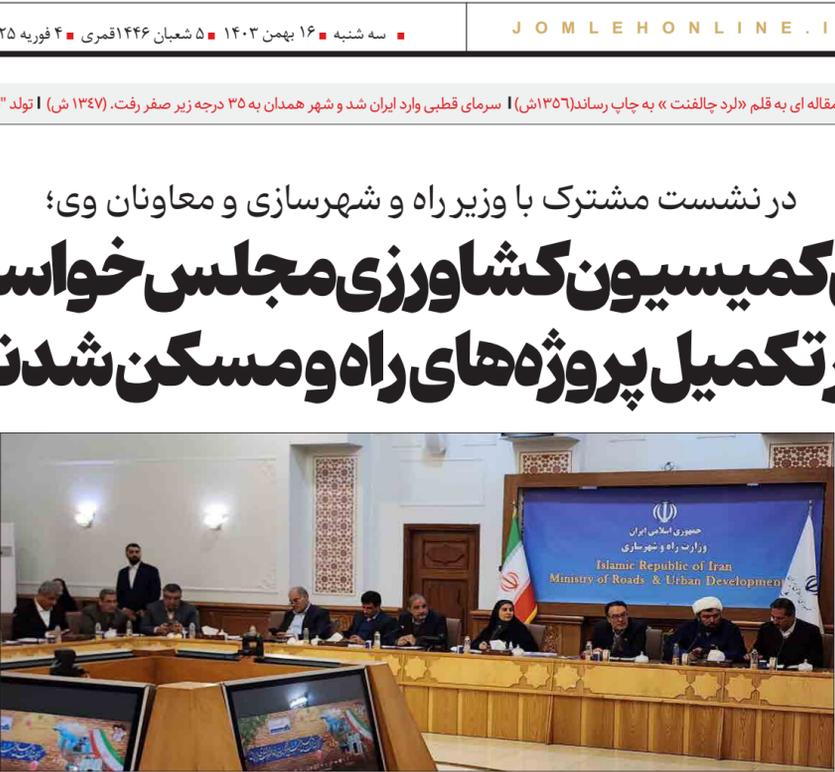 JOMLEHONLINE.I
سه شنبه ■ ۱۶ بهمن ۱۴۰۳ ■ ۵ شعبان ۱۴۴۶قمری ■ ۴ فوریه ۲۵
مقاله ای به قلم «لرد چالفنت » به چاپ رساند(۱۳۵۶ش) | سرمای قطبی وارد ایران شد و شهر همدان به ۳۵ درجه زیر صفر رفت. (۱۳۴۷ ش) | تولد "
در نشست مشترک با وزیر راه و شهرسازی و معاونان وی؛
کمیسیون کشاورزی مجلس خواس
تکمیل پروژه‌های راه و مسکن شدن
جمهوری اسلامی ایران
وزارت راه و شهرسازی
Islamic Republic of Iran
Ministry of Roads & Urban Developmen